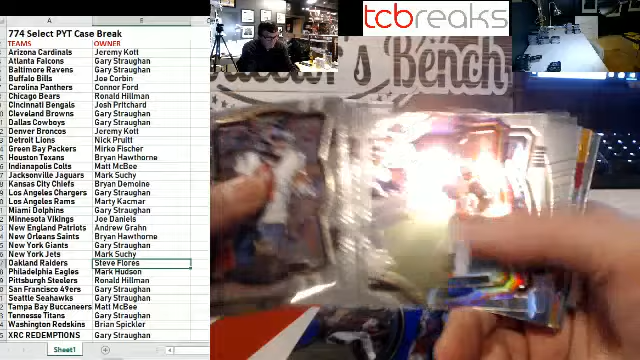 774 Select PYT Case Break
TEAMS OWNER
Arizona Cardinals Jeremy Kott
Atlanta Falcons Gary Straughan
Baltimore Ravens Gary Straughan
Buffalo Bills Joe Corbin
Carolina Panthers Connor Ford
Chicago Bears Ronald Hillman
Cincinnati Bengals Josh Pritchard
Cleveland Browns Gary Straughan
Dallas Cowboys Gary Straughan
Denver Broncos Jeremy Kott
Detroit Lions Nick Pruitt
Green Bay Packers Mirko Fischer
Houston Texans Bryan Hawthorne
Indianapolis Colts Matt McBee
Jacksonville Jaguars Mark Suchy
Kansas City Chiefs Bryan Demoine
Los Angeles Chargers Gary Straughan
Los Angeles Rams Marty Kacmar
Miami Dolphins Gary Straughan
Minnesota Vikings Joe Daniels
New England Patriots Andrew Grahn
New Orleans Saints Bryan Hawthorne
New York Giants Gary Straughan
New York Jets Mark Suchy
Oakland Raiders Steve Flores
Philadelphia Eagles Mark Hudson
Pittsburgh Steelers Ronald Hillman
San Francisco 49ers Gary Straughan
Seattle Seahawks Gary Straughan
Tampa Bay Buccaneers Matt McBee
Tennesse Titans Gary Straughan
Washington Redskins Brian Spickler
XRC REDEMPTIONS Gary Straughan
Sheet1
tcbreaks
Bench